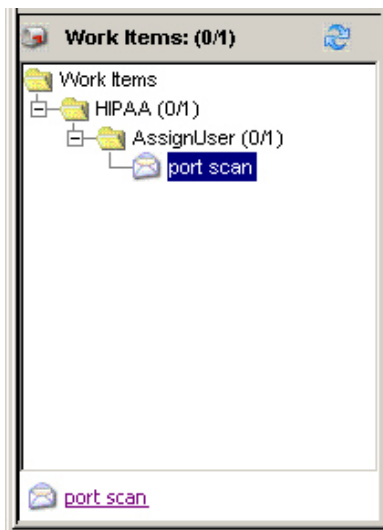 Work Items: (0/1)
Work Items
HIPAA (0/1)
AssignUser (0/1)
port scan
port scan